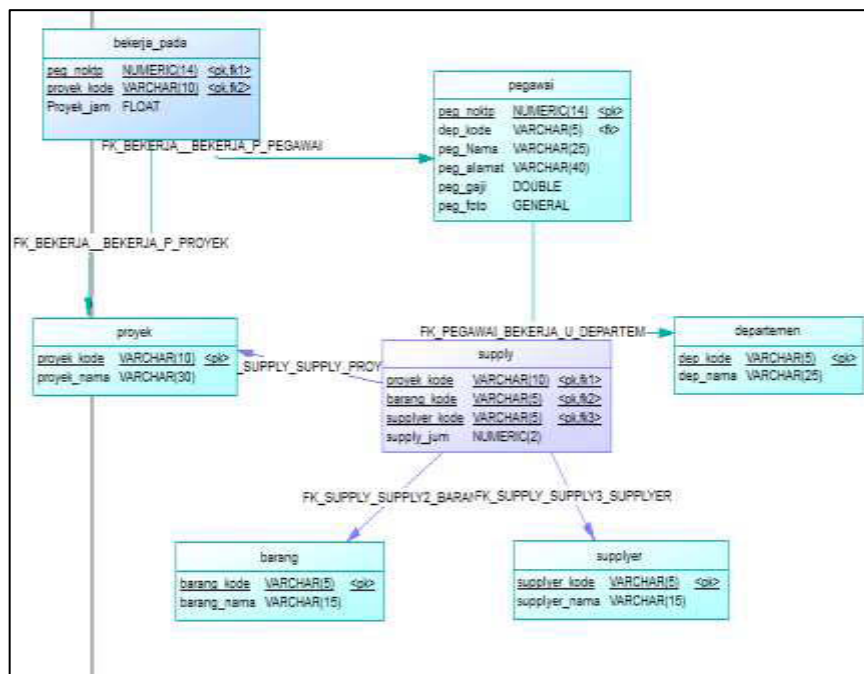 bekerja_pada
peg_noktp NUMERIC(14) <pk,fk1>
proyek_kode VARCHAR(10) <pk,fk2>
Proyek_jam FLOAT
FK_BEKERJA__BEKERJA_P_PEGAWAI
pegawai
peg_noktp NUMERIC(14) <pk>
dep_kode VARCHAR(5) <fk>
peg_Nama VARCHAR(25)
peg_alamat VARCHAR(40)
peg_gaji DOUBLE
peg_foto GENERAL
FK_BEKERJA__BEKERJA_P_PROYEK
proyek
proyek_kode VARCHAR(10) <pk>
proyek_nama VARCHAR(30)
FK_PEGAWAI_BEKERJA_U_DEPARTEM
departemen
dep_kode VARCHAR(5) <pk>
dep_nama VARCHAR(25)
_SUPPLY_SUPPLY_PROY
supply
proyek_kode VARCHAR(10) <pk,fk1>
barang_kode VARCHAR(5) <pk,fk2>
supplyer_kode VARCHAR(5) <pk,fk3>
supply_jum NUMERIC(2)
FK_SUPPLY_SUPPLY2_BARAN
FK_SUPPLY_SUPPLY3_SUPPLYER
barang
barang_kode VARCHAR(5) <pk>
barang_nama VARCHAR(15)
supplyer
supplyer_kode VARCHAR(5) <pk>
supplyer_nama VARCHAR(15)